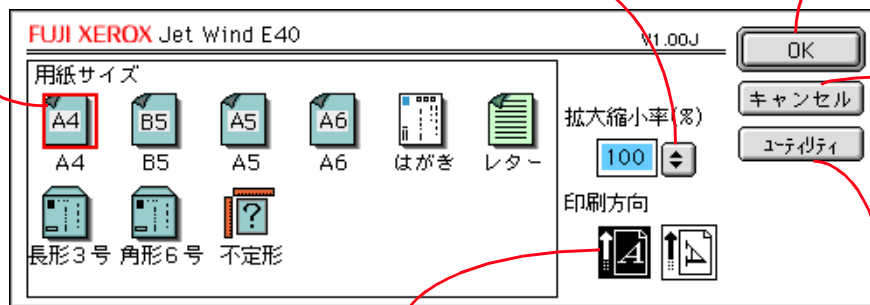 FUJI XEROX Jet Wind E40
V1.00J
OK
用紙サイズ
キャンセル
A4 B5 A5 A6
拡大縮小率(%)
A4 B5 A5 A6 はがき レター
100
ユーティリティ
印刷方向
?
長形3号 角形6号 不定形
A A